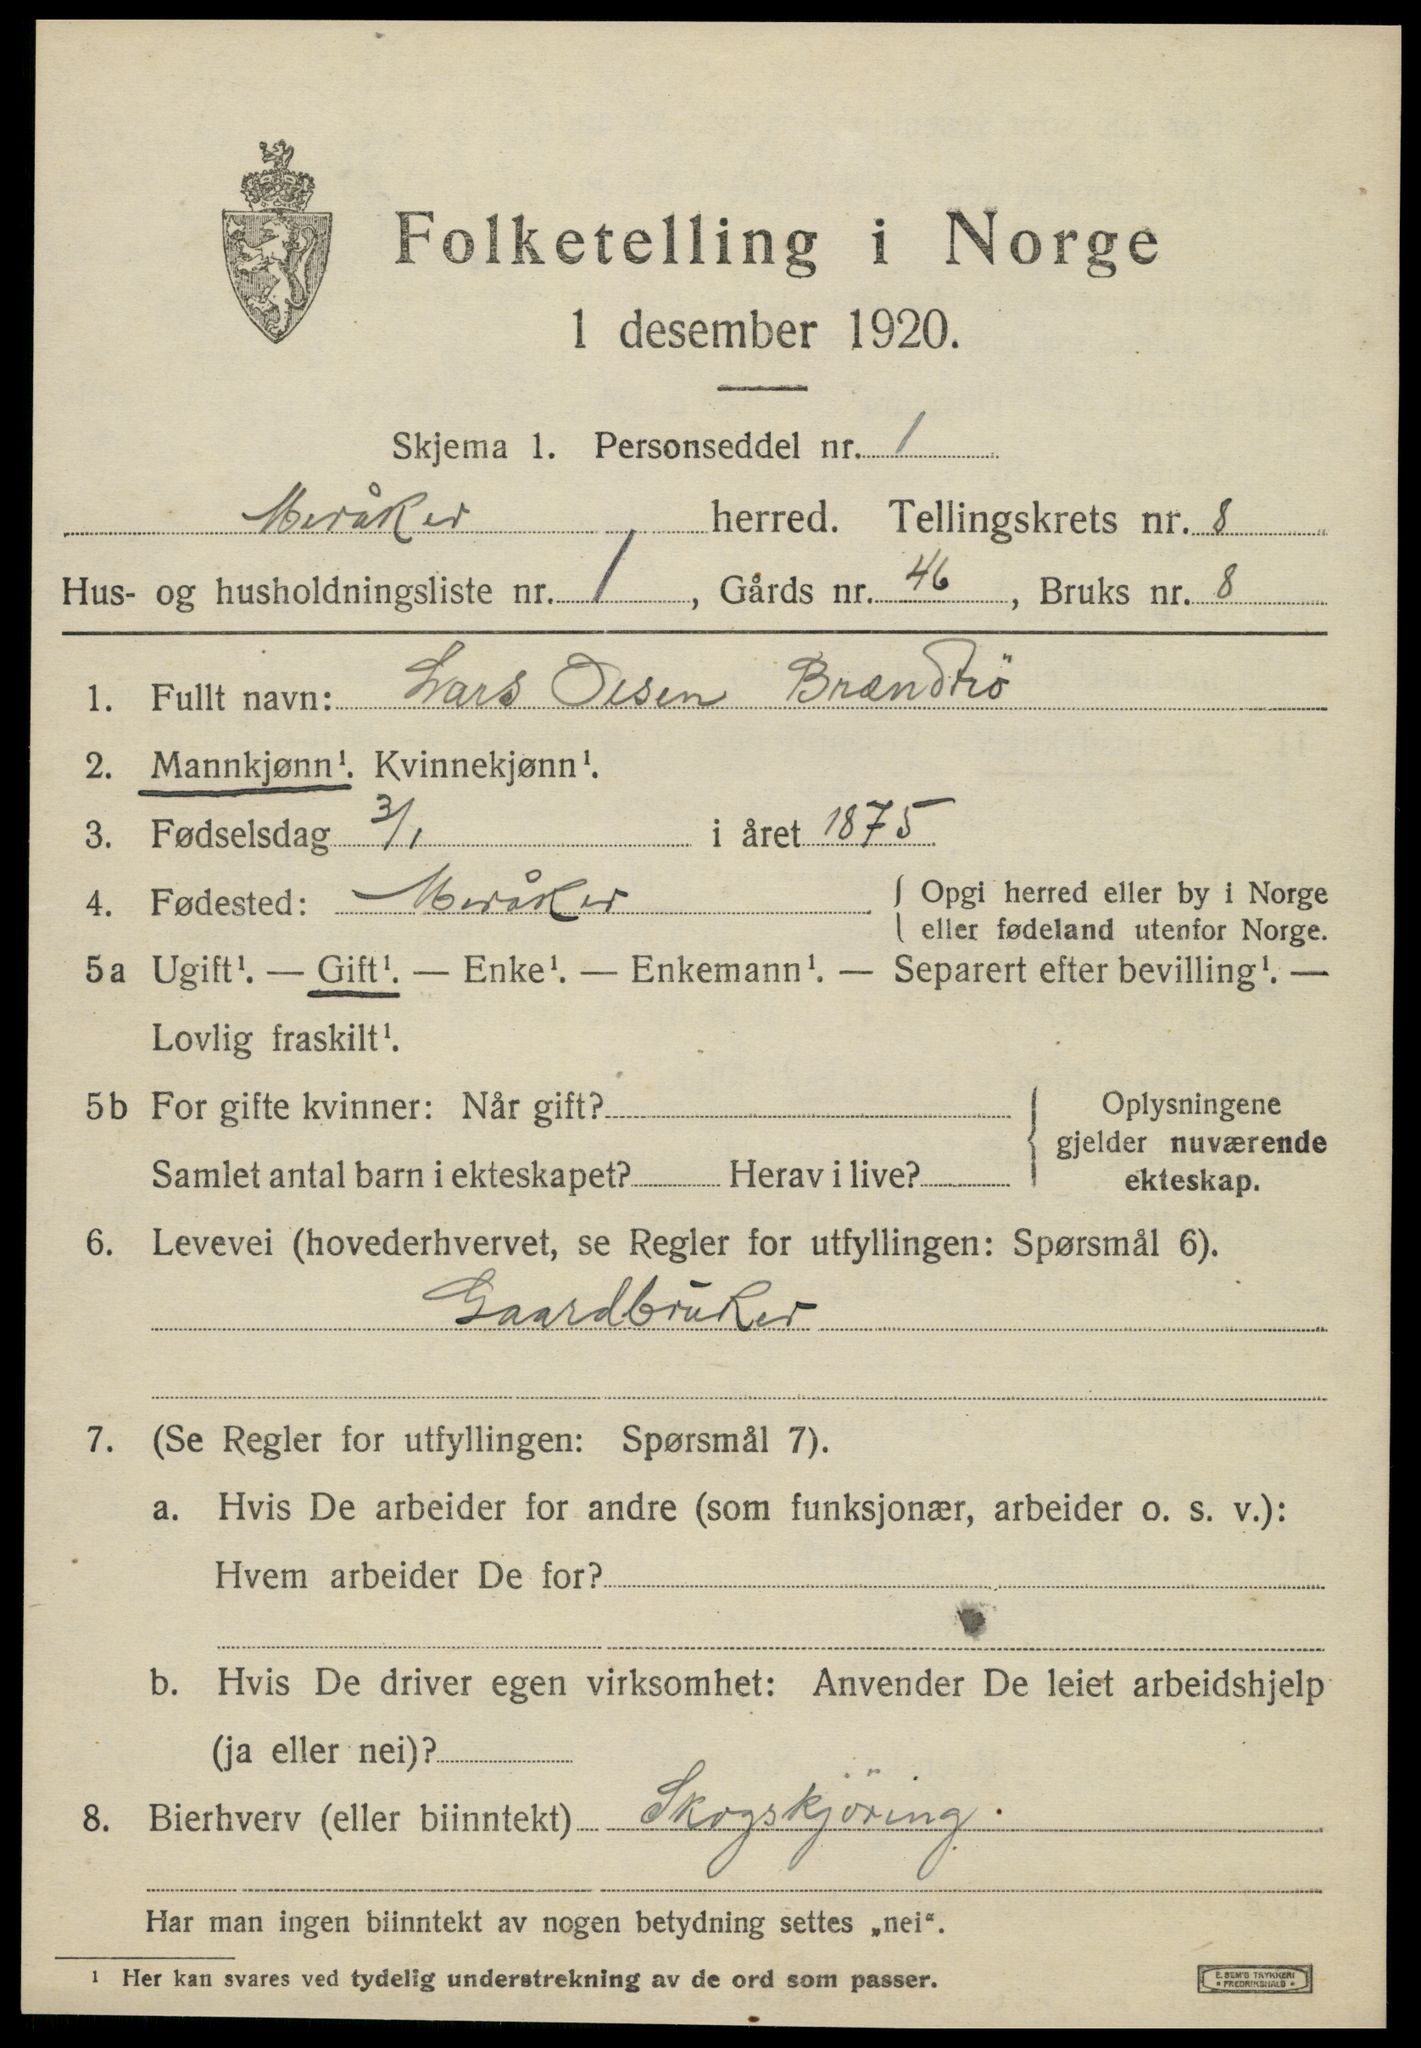 Folketelling i Norge
1 desember 1920.
Skjema 1. Personseddel nr. 1
Meråker herred. Tellingskrets nr. 8
Hus- og husholdningsliste nr. 1, Gårds nr. 46, Bruks nr. 8
1. Fullt navn: Lars Olsen Brændtrö
2. Mannkjønn¹. Kvinnekjønn¹.
3. Fødselsdag 3/1 i året 1875
4. Fødested: Meråker { Opgi herred eller by i Norge
eller fødeland utenfor Norge.
5a Ugift¹. — Gift¹. — Enke¹. — Enkemann¹. — Separert efter bevilling¹. —
Lovlig fraskilt¹.
5b For gifte kvinner: Når gift? { Oplysningene
gjelder nuværende
Samlet antal barn i ekteskapet? Herav i live? ekteskap.
6. Levevei (hovederhvervet, se Regler for utfyllingen: Spørsmål 6).
Gaardbruker
7. (Se Regler for utfyllingen: Spørsmål 7).
a. Hvis De arbeider for andre (som funksjonær, arbeider o. s. v.):
Hvem arbeider De for?
b. Hvis De driver egen virksomhet: Anvender De leiet arbeidshjelp
(ja eller nei)?
8. Bierhverv (eller biinntekt) Skogskjöring.
Har man ingen biinntekt av nogen betydning settes „nei“.
¹ Her kan svares ved tydelig understrekning av de ord som passer.
E. SEM'S TRYKKERI
• FREDRIKSHALD •